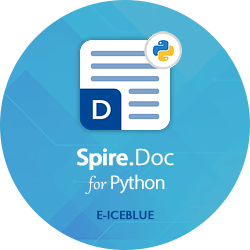 D
Spire.Doc
for Python
E-ICEBLUE